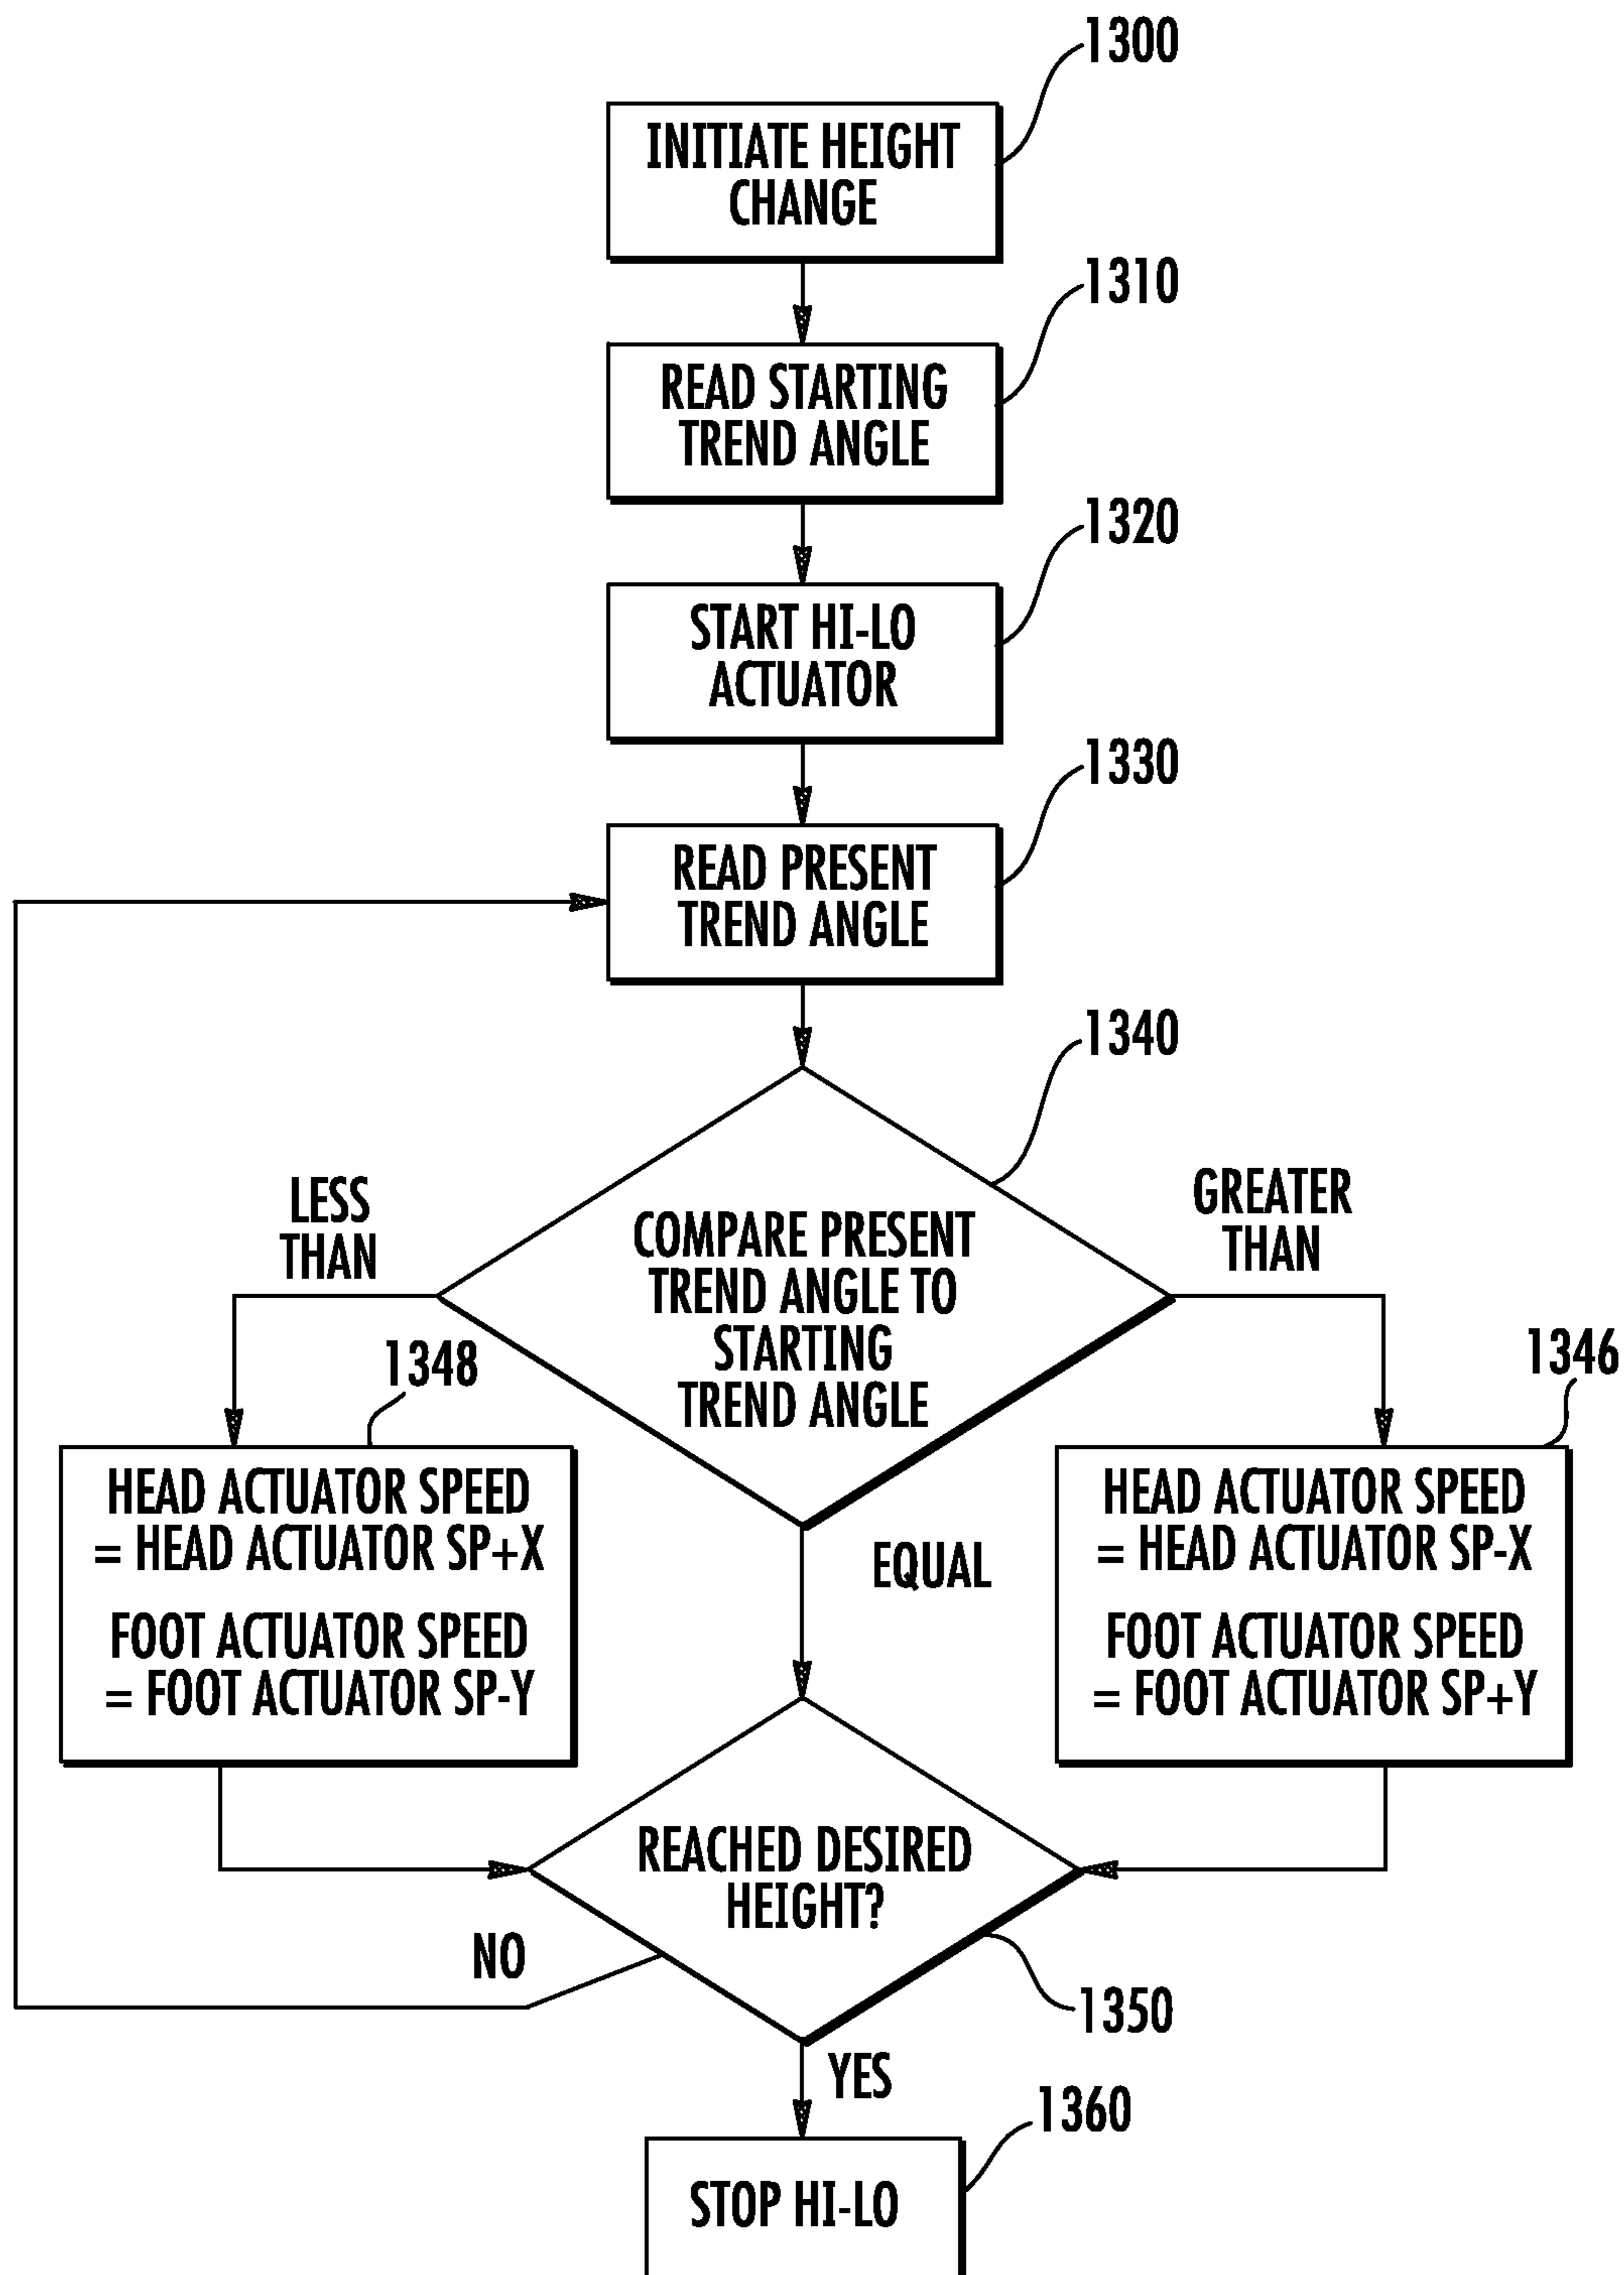 1300
INITIATE HEIGHT
CHANGE
1310
READ STARTING
TREND ANGLE
1320
START HI-LO
ACTUATOR
1330
READ PRESENT
TREND ANGLE
1340
LESS
THAN
GREATER
THAN
COMPARE PRESENT
TREND ANGLE TO
STARTING
TREND ANGLE
1348
1346
HEAD ACTUATOR SPEED
= HEAD ACTUATOR SP+X
FOOT ACTUATOR SPEED
= FOOT ACTUATOR SP-Y
EQUAL
HEAD ACTUATOR SPEED
= HEAD ACTUATOR SP-X
FOOT ACTUATOR SPEED
= FOOT ACTUATOR SP+Y
REACHED DESIRED
HEIGHT?
NO
1350
YES
1360
STOP HI-LO